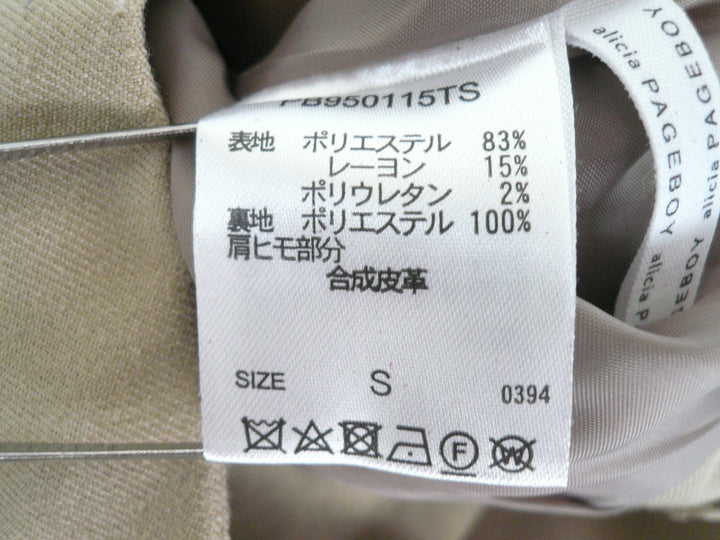 PB950115TS
表地 ポリエステル 83%
レーヨン 15%
ポリウレタン 2%
裏地 ポリエステル 100%
肩ヒモ部分
合成皮革
SIZE S 0394
F
W
alicia PAGEBOY
alicia
alicia P